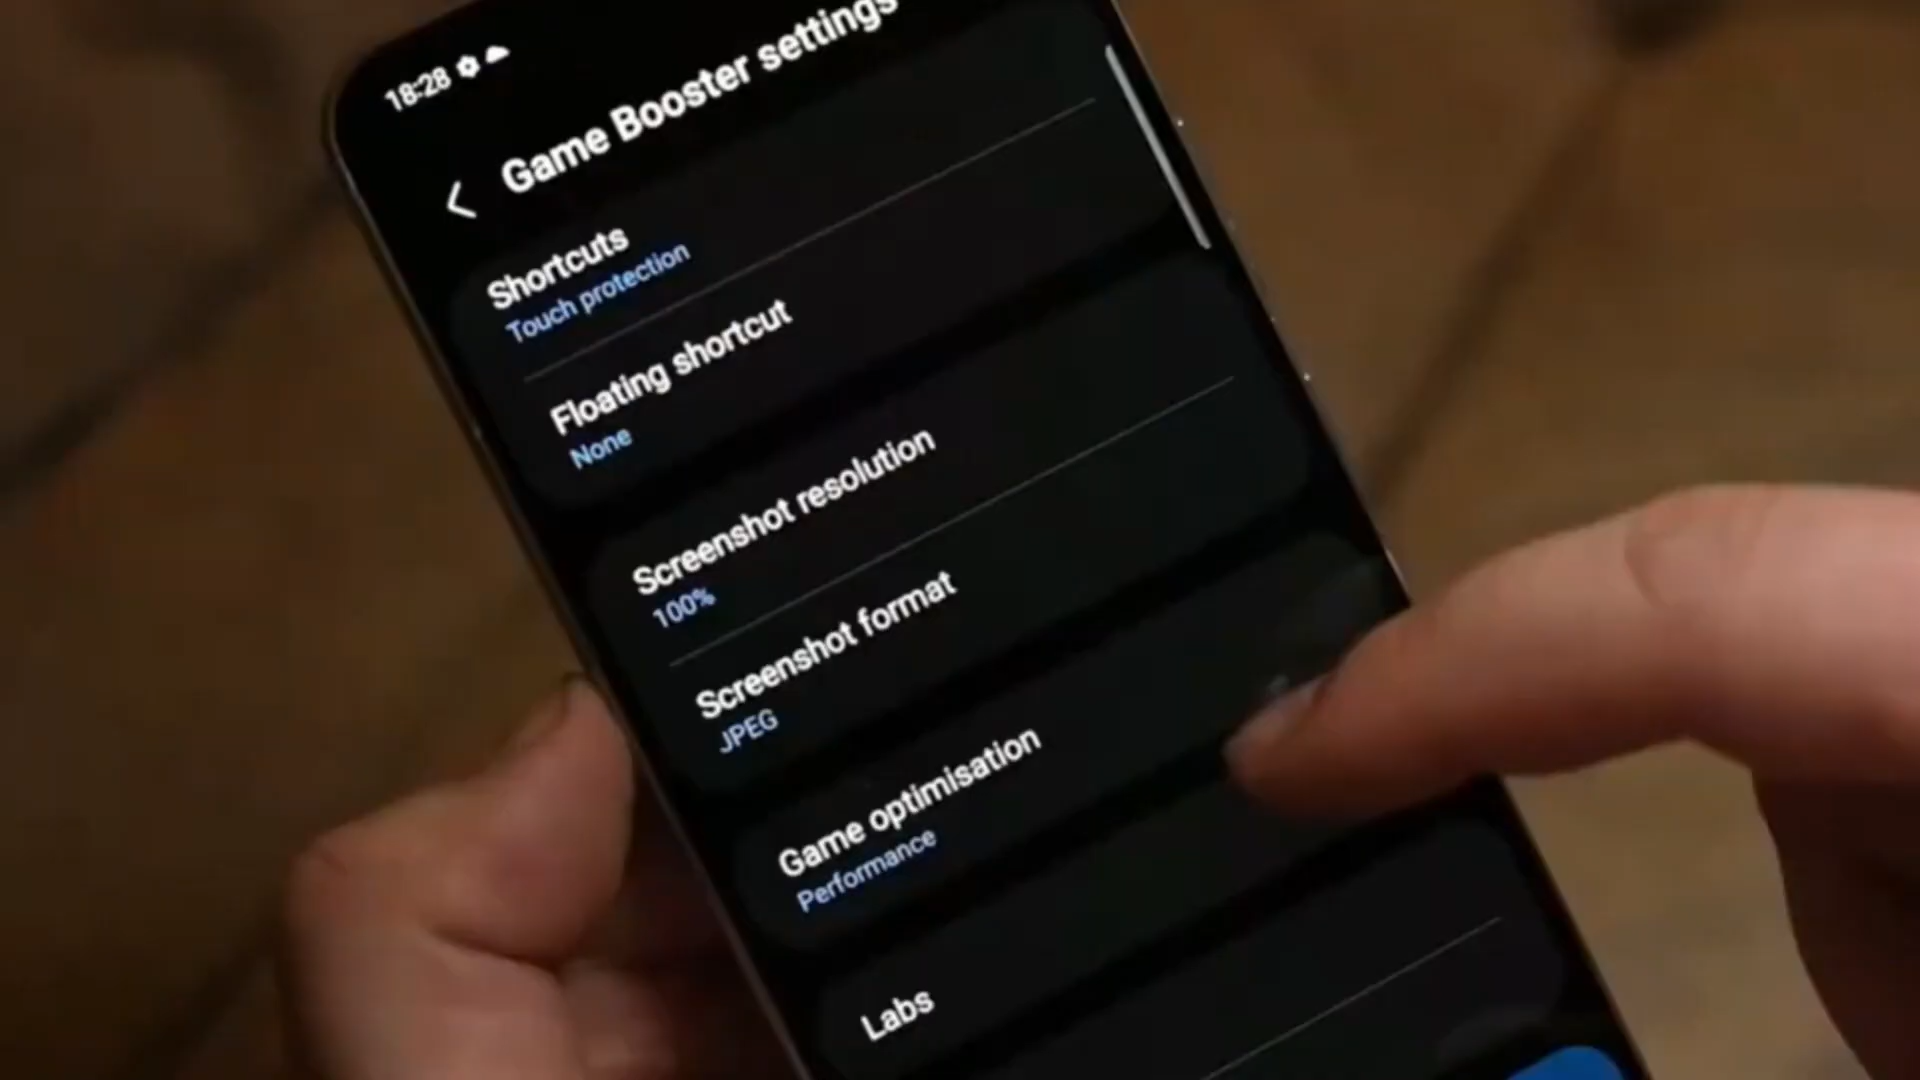 18:28
Game Booster settings
Shortcuts
Touch protection
Floating shortcut
None
Screenshot resolution
100%
Screenshot format
JPEG
Game optimisation
Performance
Labs